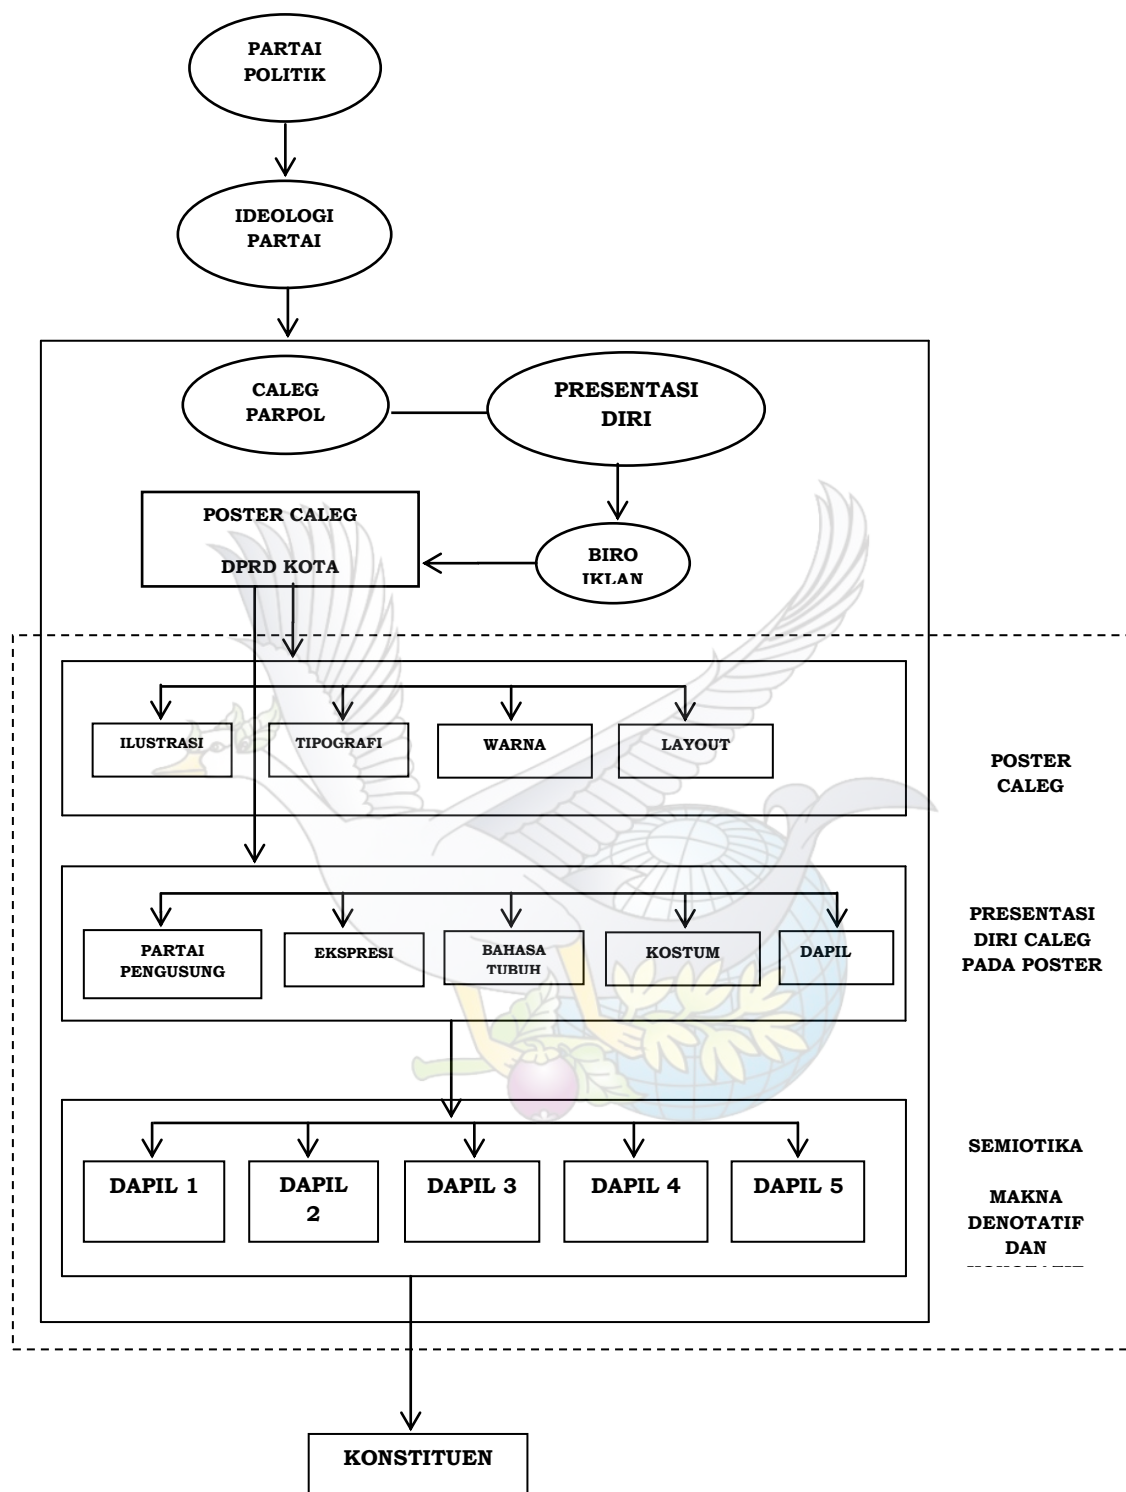 PARTAI
POLITIK
IDEOLOGI
PARTAI
CALEG
PARPOL
PRESENTASI
DIRI
POSTER CALEG
DPRD KOTA
BIRO
IKLAN
ILUSTRASI
TIPOGRAFI
WARNA
LAYOUT
POSTER
CALEG
PARTAI
PENGUSUNG
EKSPRESI
BAHASA
TUBUH
KOSTUM
DAPIL
PRESENTASI
DIRI CALEG
PADA POSTER
DAPIL 1
DAPIL
2
DAPIL 3
DAPIL 4
DAPIL 5
SEMIOTIKA
MAKNA
DENOTATIF
DAN
KONSTITUEN